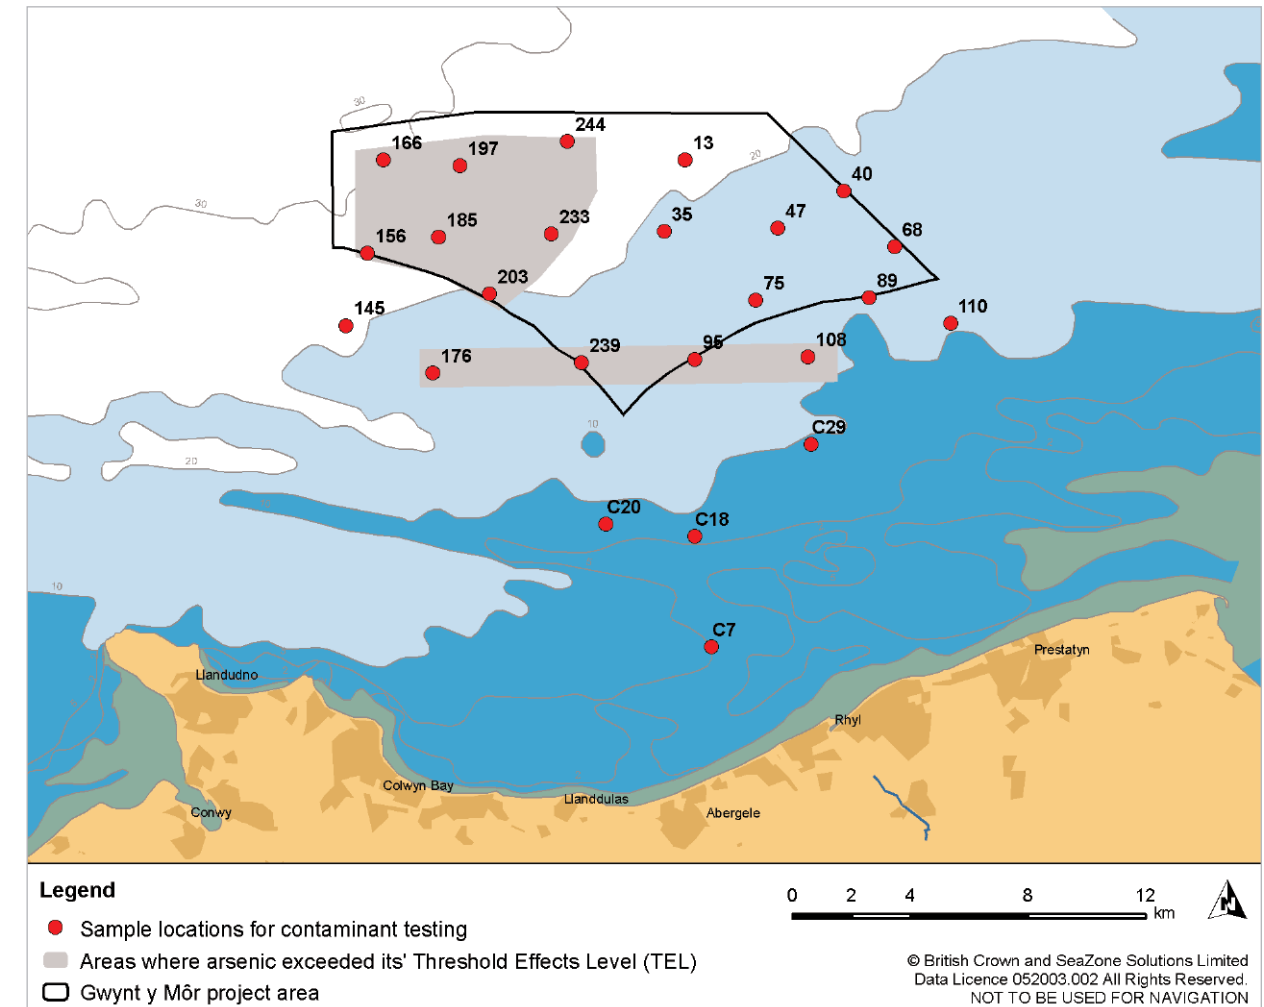 30
244
166
197
13
20
40
30
185
233
35
47
68
156
203
75
89
145
110
176
239
95
108
10
C29
20
C20
C18
10
C7
Prestatyn
Llandudno
Rhyl
Colwyn Bay
Llanddulas
Conwy
Abergele
Legend
Sample locations for contaminant testing
Areas where arsenic exceeded its' Threshold Effects Level (TEL)
Gwynt y Môr project area
0 2 4 8 12
km
N
© British Crown and SeaZone Solutions Limited
Data Licence 052003.002 All Rights Reserved.
NOT TO BE USED FOR NAVIGATION